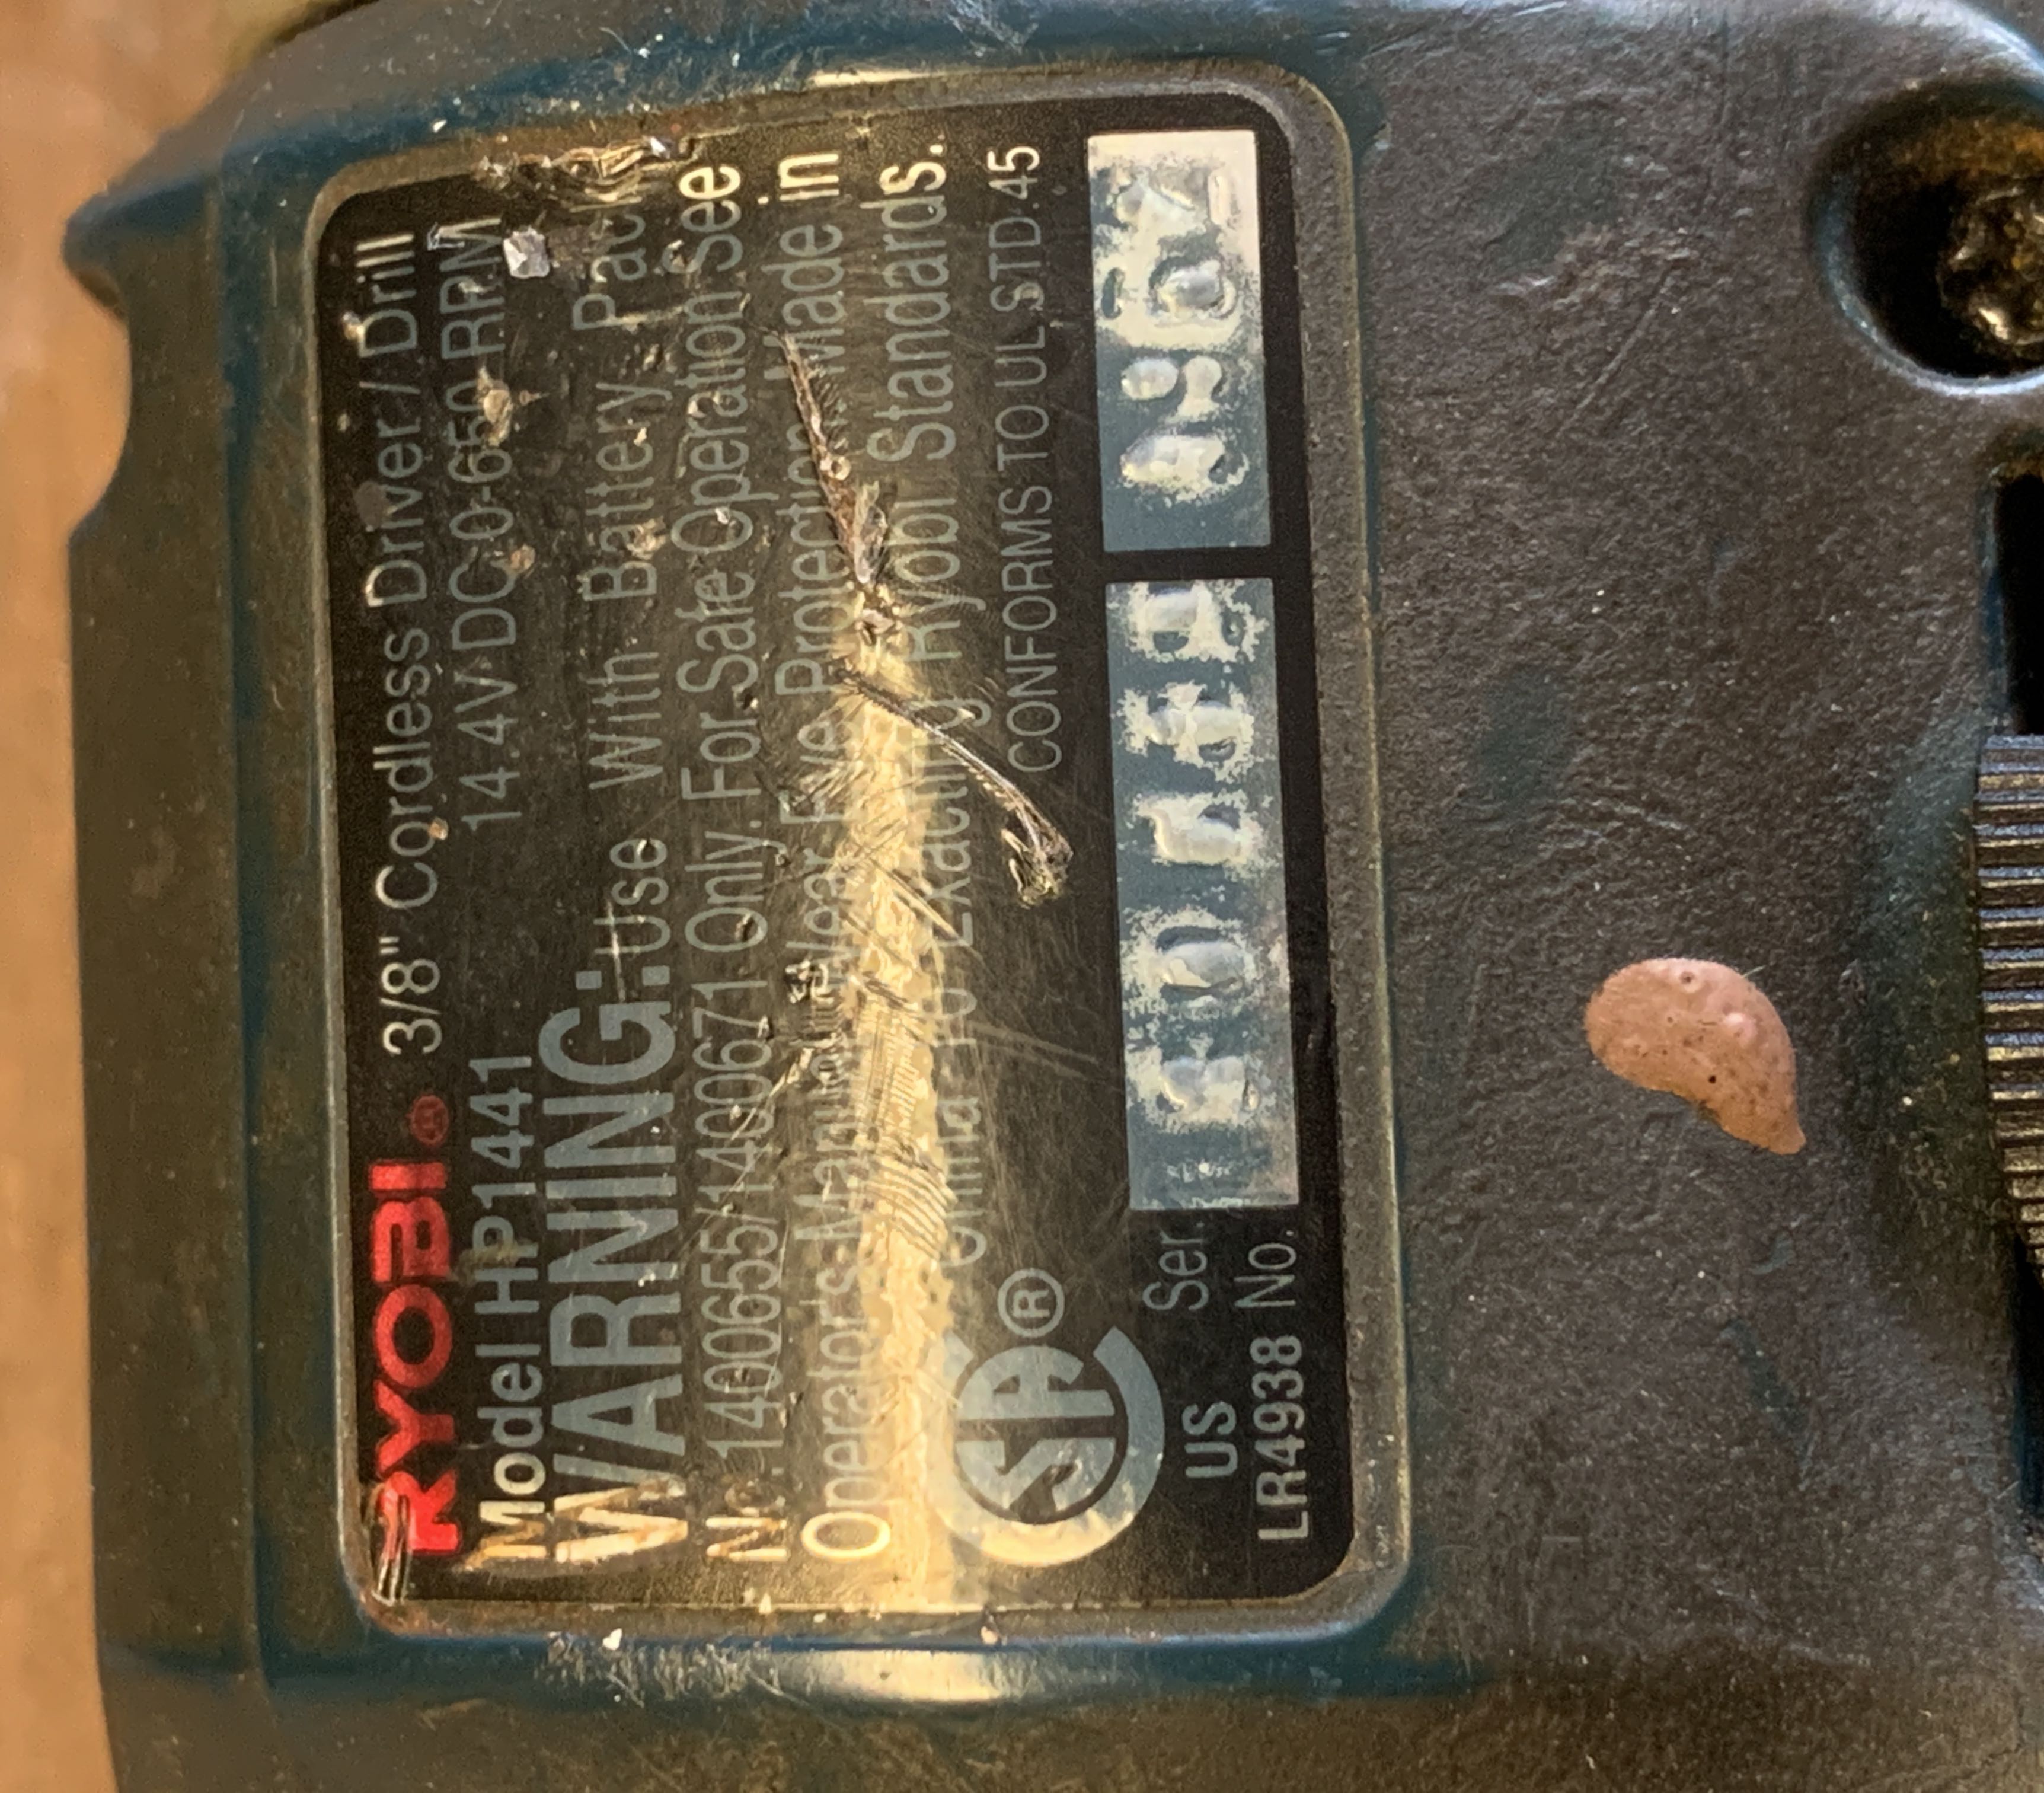 RYOBI® 3/8" Cordless Driver / Drill
Model HP1441 14.4V DC 0-650 RPM
WARNING: Use With Battery
No. 1400655/1400671 Only. For Safe Operation See
Operators Manual Wear Eye Protection. Made in
China To Exacting Ryobi Standards.
CONFORMS TO UL STD.45
®
US
LR4938
Ser.
No.